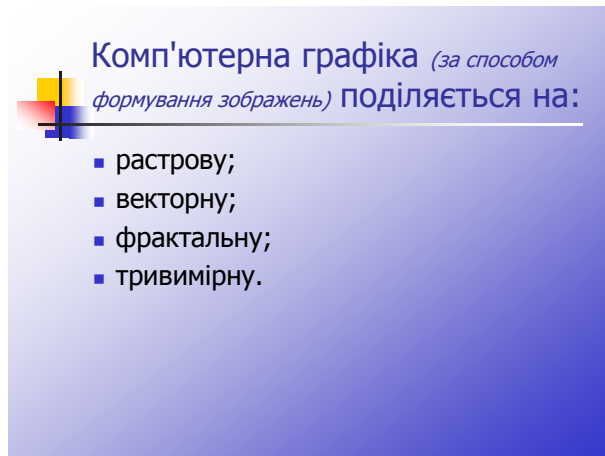 Комп'ютерна графіка (за способом
формування зображень) поділяється на:
растрову;
векторну;
фрактальну;
тривимірну.